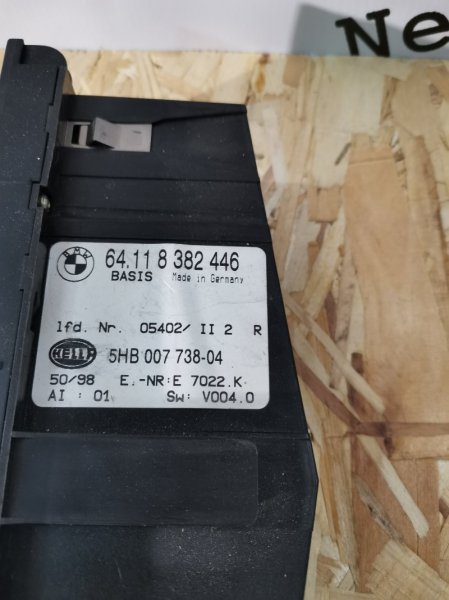 Ne
BMW
64.11 8 382 446
BASIS Made in Germany
lfd. Nr. 05402/ II 2 R
HELLA 5HB 007 738-04
50/98 E.-NR:E 7022.K
AI : 01 SW: V004.0